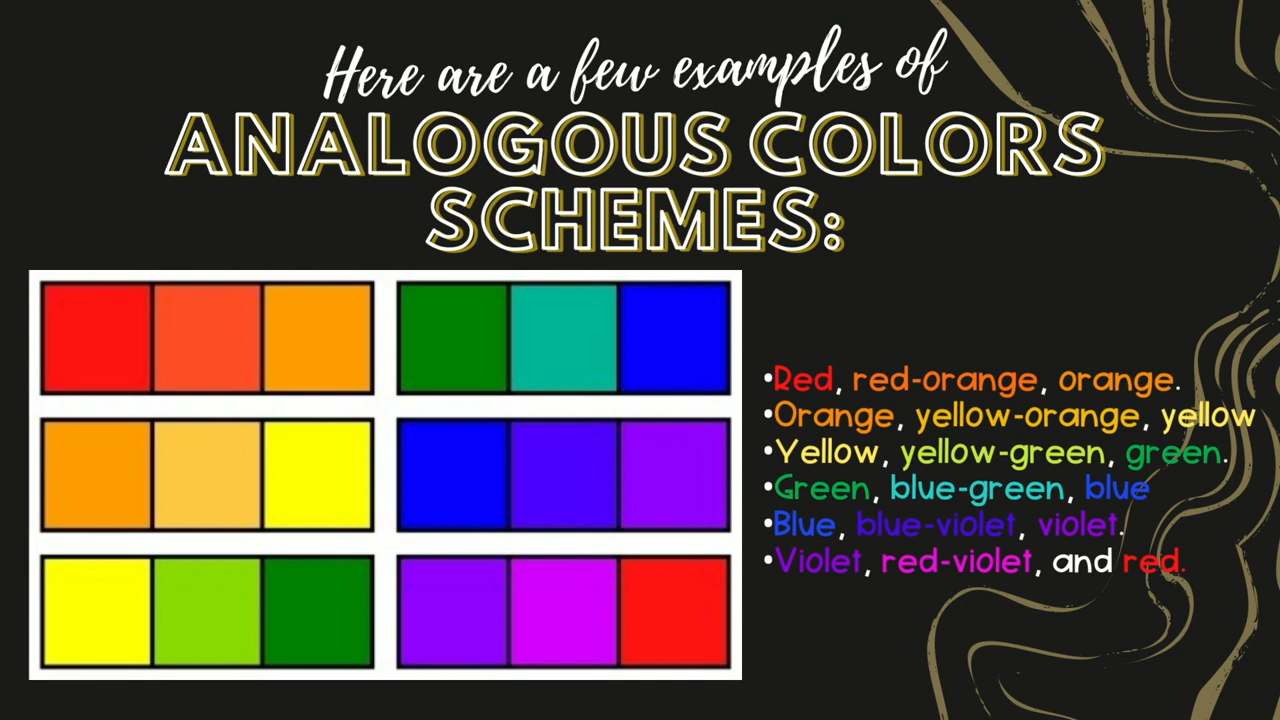 Here are a few examples of
ANALOGOUS COLORS
SCHEMES:
•Red, red-orange, orange.
•Orange, yellow-orange, yellow
•Yellow, yellow-green, green.
•Green, blue-green, blue
•Blue, blue-violet, violet.
•Violet, red-violet, and red.